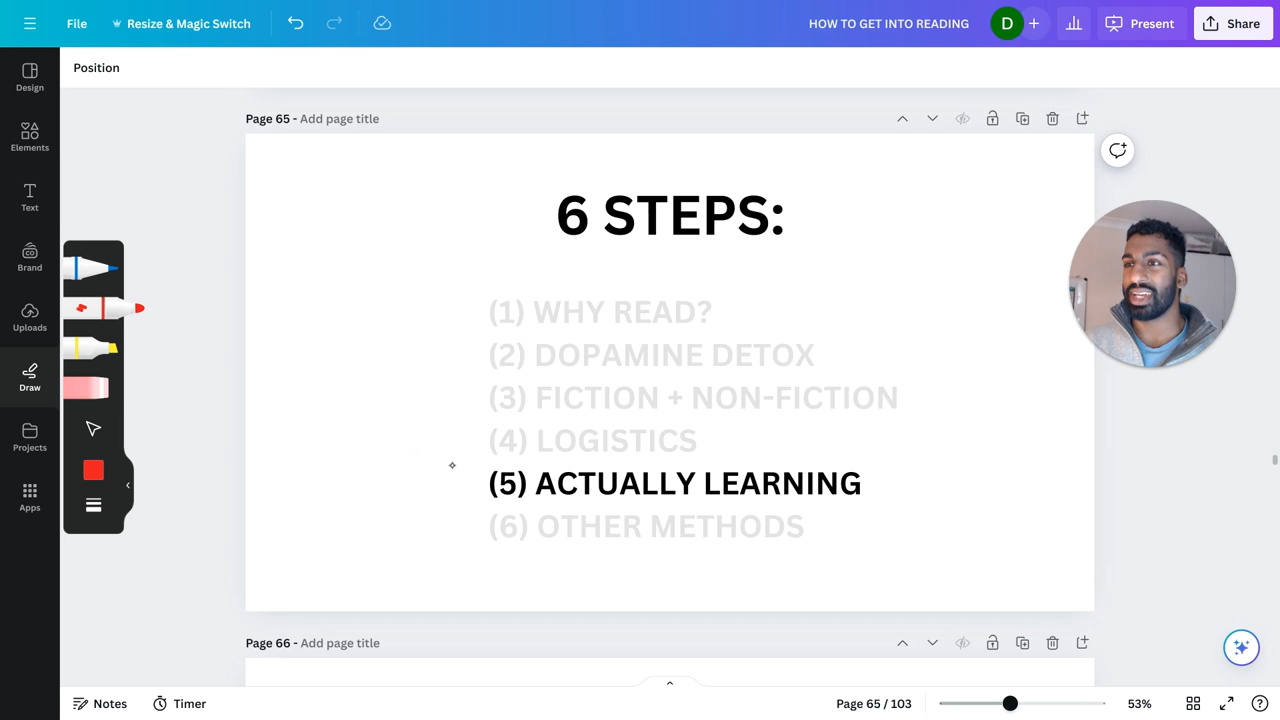 File
Resize & Magic Switch
HOW TO GET INTO READING
D
Present
Share
Position
Design
Elements
Text
Brand
Uploads
Draw
Projects
Apps
Page 65 - Add page title
6 STEPS:
(1) WHY READ?
(2) DOPAMINE DETOX
(3) FICTION + NON-FICTION
(4) LOGISTICS
(5) ACTUALLY LEARNING
(6) OTHER METHODS
Page 66 - Add page title
Notes
Timer
Page 65 / 103
53%